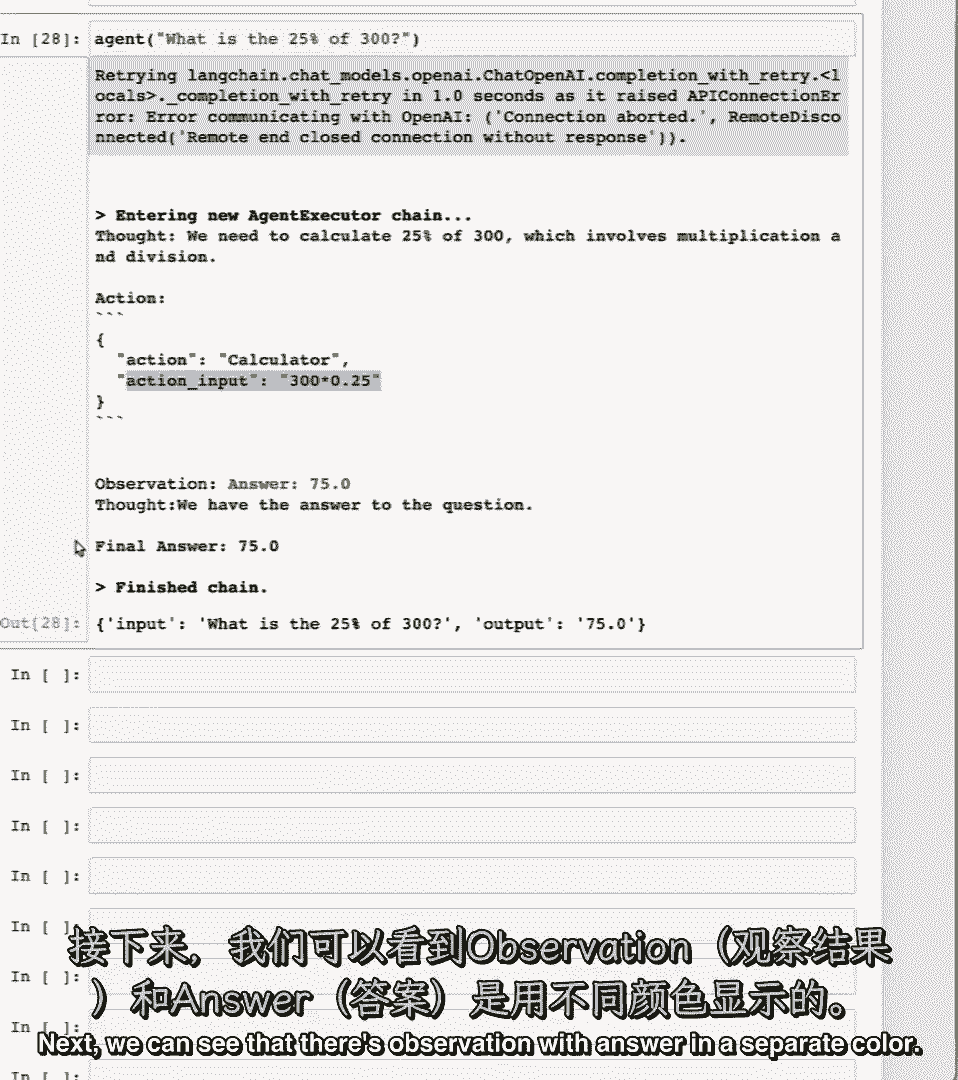 In [28]: agent("What is the 25% of 300?")
Retrying langchain.chat_models.openai.ChatOpenAI.completion_with_retry.<l
ocals>._completion_with_retry in 1.0 seconds as it raised APIConnectionEr
ror: Error communicating with OpenAI: ('Connection aborted.', RemoteDisco
nnected('Remote end closed connection without response')).
> Entering new AgentExecutor chain...
Thought: We need to calculate 25% of 300, which involves multiplication a
nd division.
Action:
```
{
"action": "Calculator",
"action_input": "300*0.25"
}
```
Observation: Answer: 75.0
Thought:We have the answer to the question.
Final Answer: 75.0
> Finished chain.
Out[28]: {'input': 'What is the 25% of 300?', 'output': '75.0'}
In [ ]:
In [ ]:
In [ ]:
In [ ]:
In [ ]:
In [ ]:
In [ ]:
In [ ]:
In [ ]:
接下来，我们可以看到Observation（观察结果
）和Answer（答案）是用不同颜色显示的。
Next, we can see that there's observation with answer in a separate color.